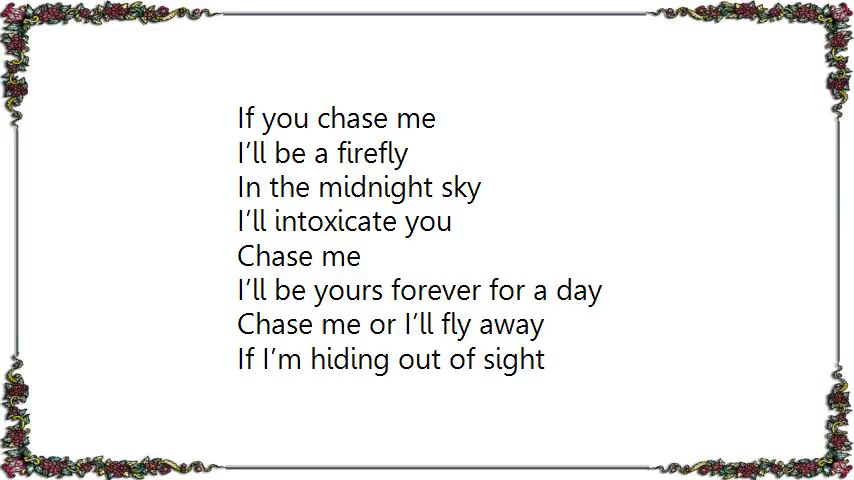 If you chase me
I’ll be a firefly
In the midnight sky
I’ll intoxicate you
Chase me
I’ll be yours forever for a day
Chase me or I’ll fly away
If I’m hiding out of sight